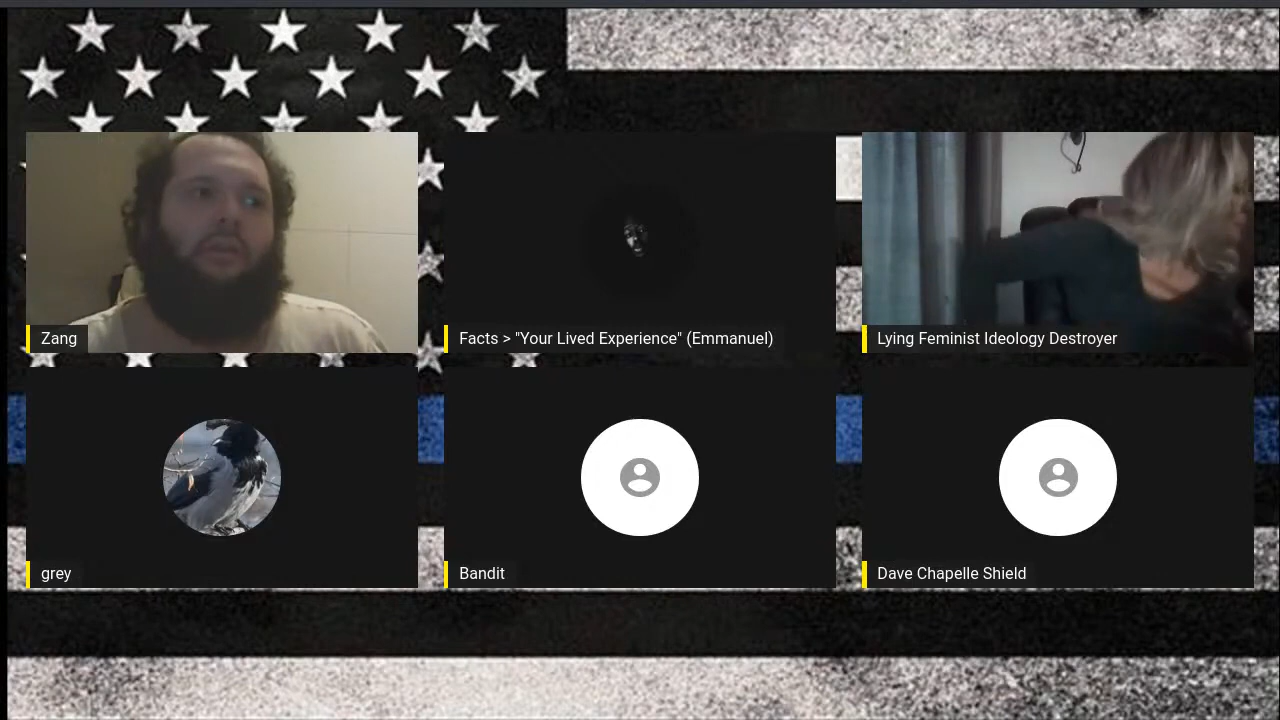 Zang
Facts > "Your Lived Experience" (Emmanuel)
Lying Feminist Ideology Destroyer
grey
Bandit
Dave Chapelle Shield